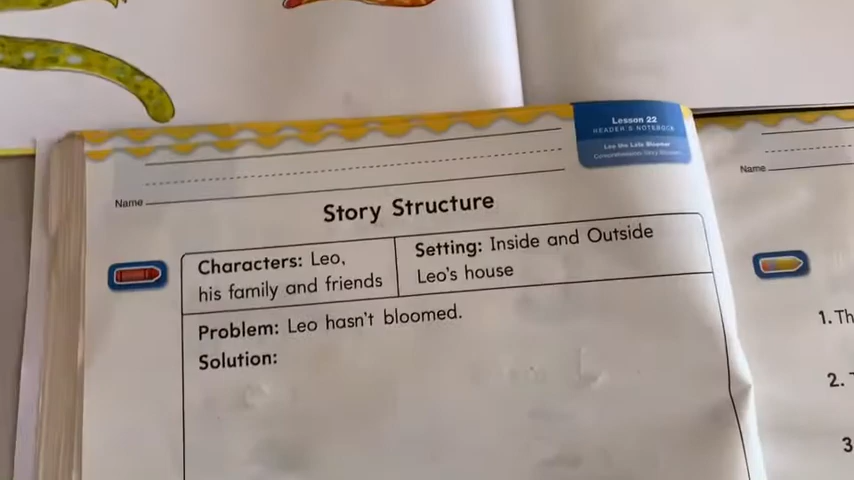 Lesson 22
READER'S NOTEBOOK
Leo the Late Bloomer
Name
Story Structure
Characters: Leo,
his family and friends
Setting: Inside and Outside
Leo's house
Problem: Leo hasn't bloomed.
Solution:
Name
1. Th
2.
3